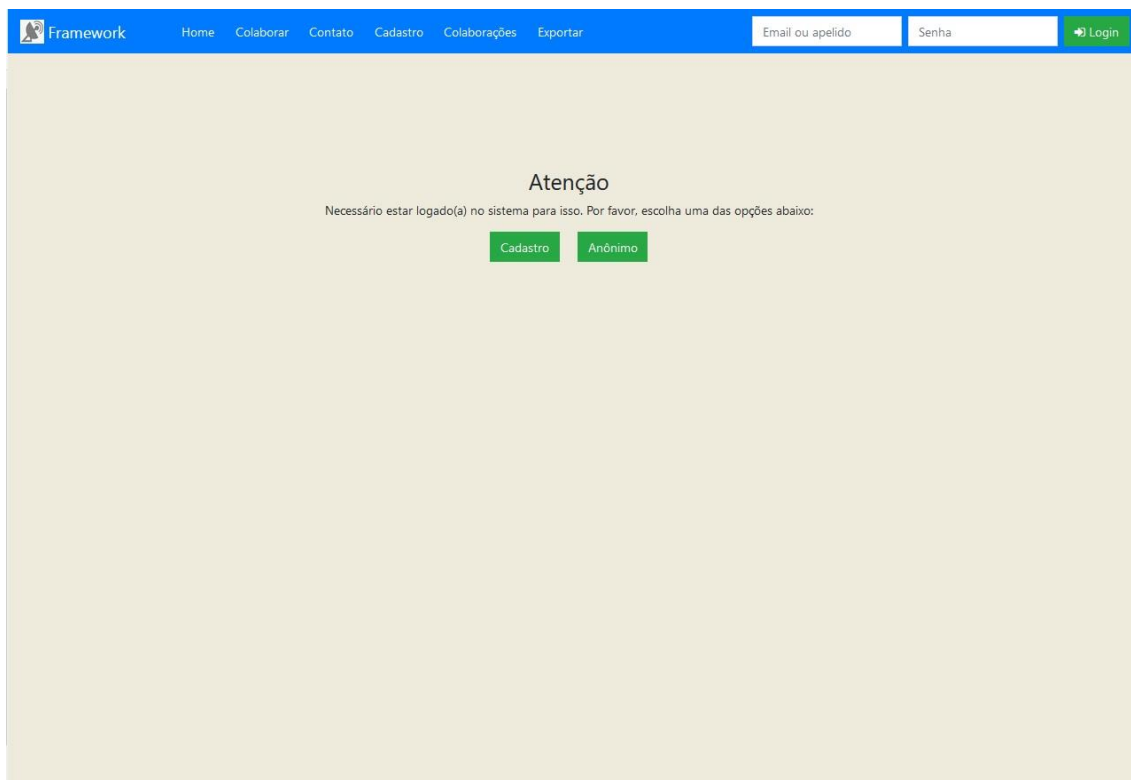 Framework Home Colaborar Contato Cadastro Colaborações Exportar Email ou apelido Senha Login
Atenção
Necessário estar logado(a) no sistema para isso. Por favor, escolha uma das opções abaixo:
Cadastro Anônimo